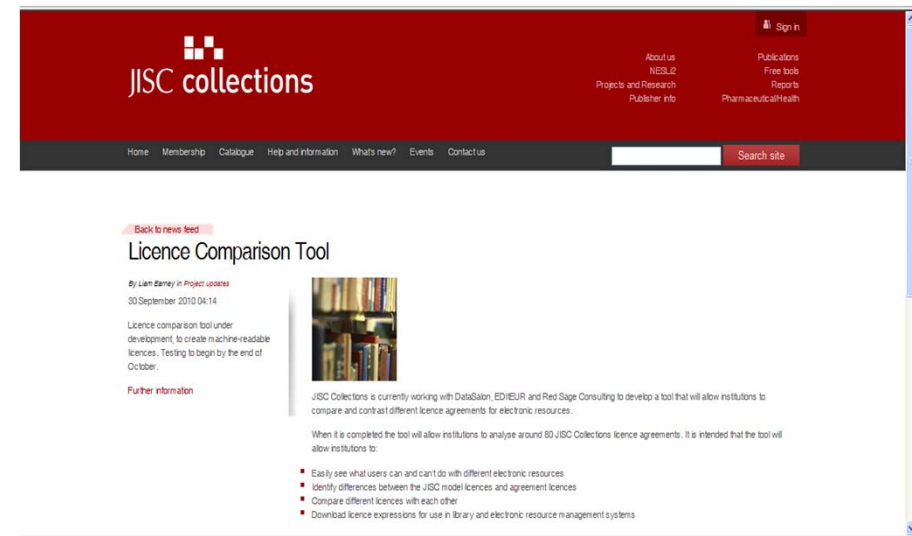 Sign in
JISC collections
About us
NESLi2
Projects and Research
Publisher info
Publications
Free tools
Reports
Pharmaceutical/Health
Home Membership Catalogue Help and information What's new? Events Contact us
Search site
Back to news feed
Licence Comparison Tool
By Liam Earney in Project updates
30 September 2010 04:14
Licence comparison tool under
development, to create machine-readable
licences. Testing to begin by the end of
October.
Further information
JISC Collections is currently working with DataSalon, EDItEUR and Red Sage Consulting to develop a tool that will allow institutions to
compare and contrast different licence agreements for electronic resources.
When it is completed the tool will allow institutions to analyse around 80 JISC Collections licence agreements. It is intended that the tool will
allow institutions to:
Easily see what users can and can't do with different electronic resources
Identify differences between the JISC model licences and agreement licences
Compare different licences with each other
Download licence expressions for use in library and electronic resource management systems